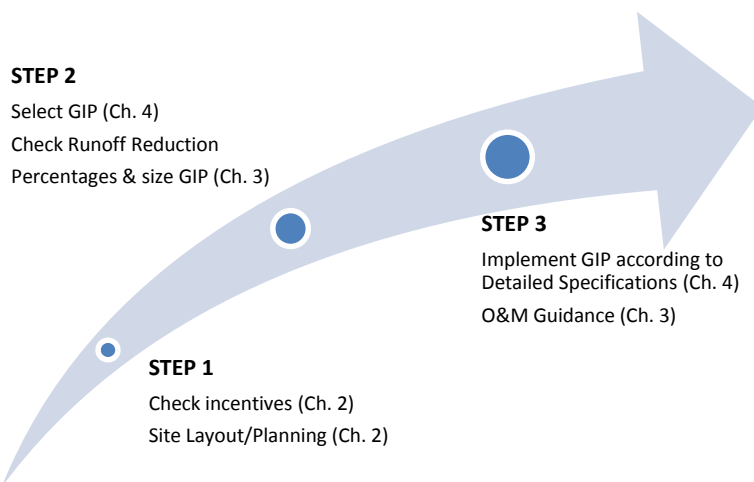 STEP 2
Select GIP (Ch. 4)
Check Runoff Reduction
Percentages & size GIP (Ch. 3)
STEP 3
Implement GIP according to
Detailed Specifications (Ch. 4)
O&M Guidance (Ch. 3)
STEP 1
Check incentives (Ch. 2)
Site Layout/Planning (Ch. 2)